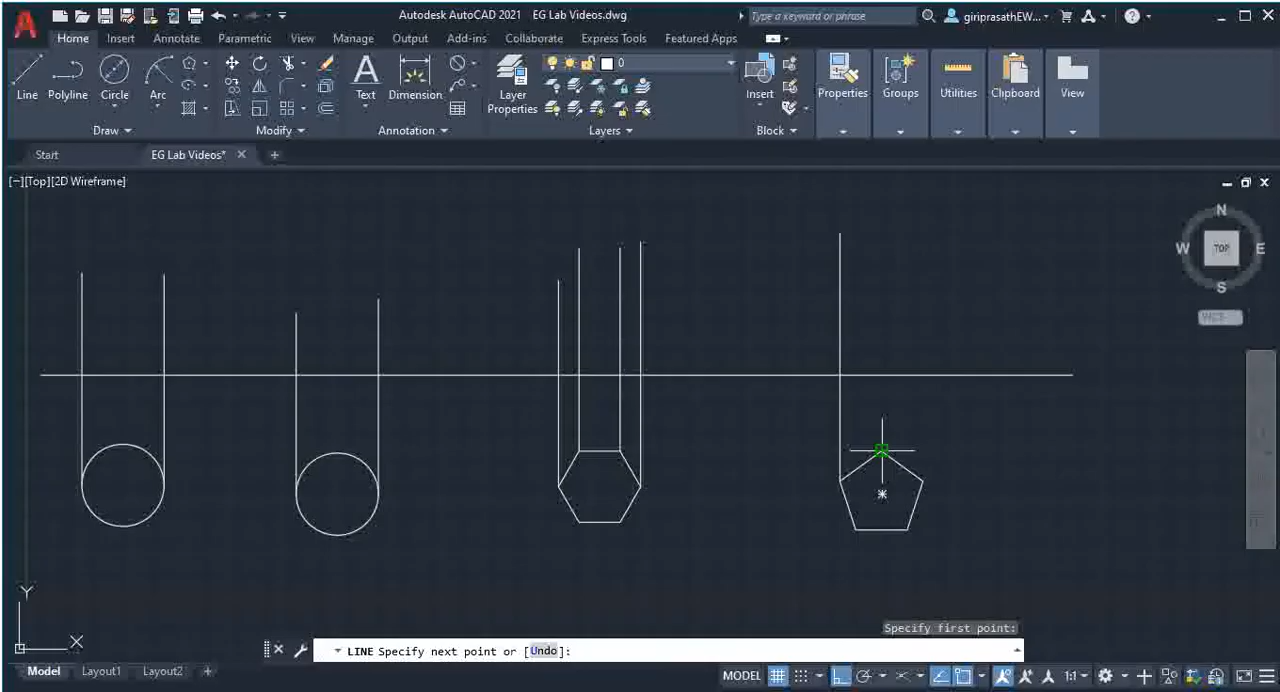 Autodesk AutoCAD 2021 EG Lab Videos.dwg
Type a keyword or phrase
giriprasathEW...
Home Insert Annotate Parametric View Manage Output Add-ins Collaborate Express Tools Featured Apps
Line Polyline Circle Arc
Text Dimension
Layer Properties
0
Insert
Properties Groups Utilities Clipboard View
Draw Modify Annotation Layers Block
Start EG Lab Videos*
[−][Top][2D Wireframe]
N
W TOP E
S
WCS
Y
X
Specify first point:
LINE Specify next point or [Undo]:
Model Layout1 Layout2 +
MODEL 1:1